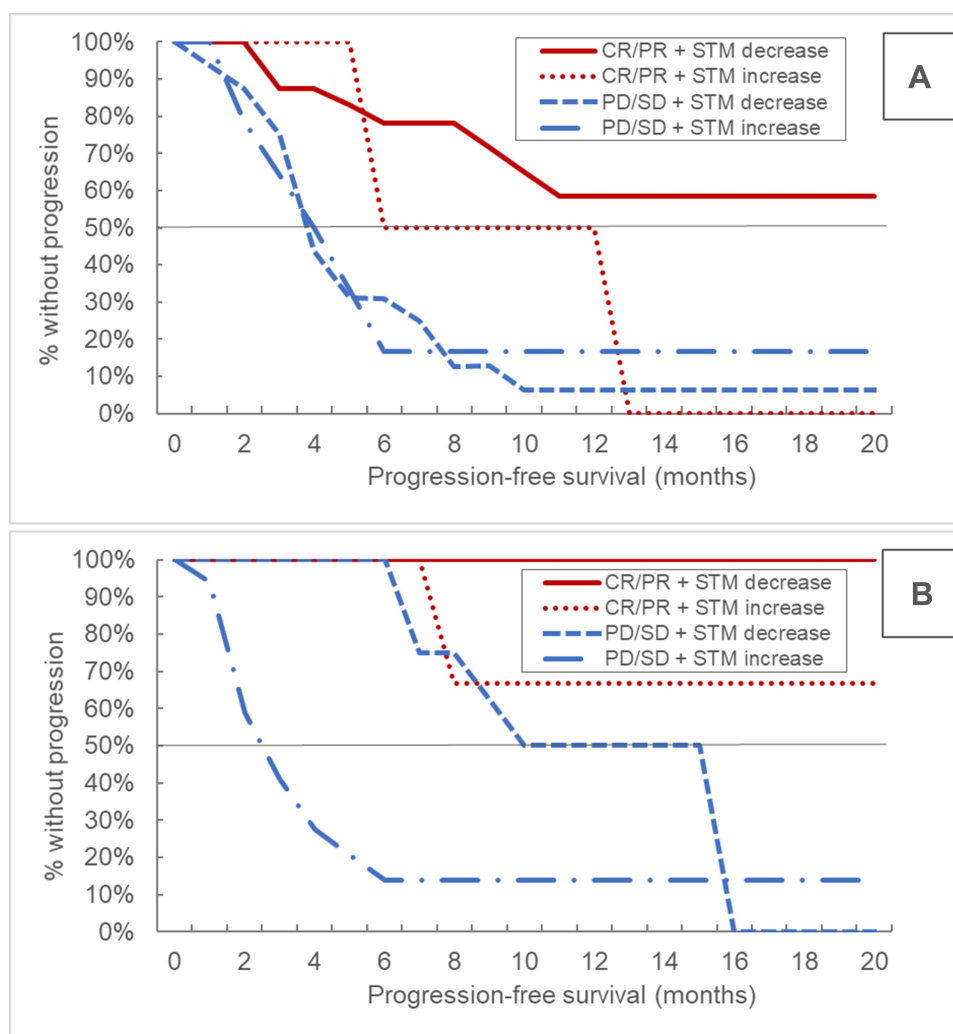 A
CR/PR + STM decrease
CR/PR + STM increase
PD/SD + STM decrease
PD/SD + STM increase
% without progression
100%
90%
80%
70%
60%
50%
40%
30%
20%
10%
0%
0 2 4 6 8 10 12 14 16 18 20
Progression-free survival (months)
B
CR/PR + STM decrease
CR/PR + STM increase
PD/SD + STM decrease
PD/SD + STM increase
% without progression
100%
90%
80%
70%
60%
50%
40%
30%
20%
10%
0%
0 2 4 6 8 10 12 14 16 18 20
Progression-free survival (months)